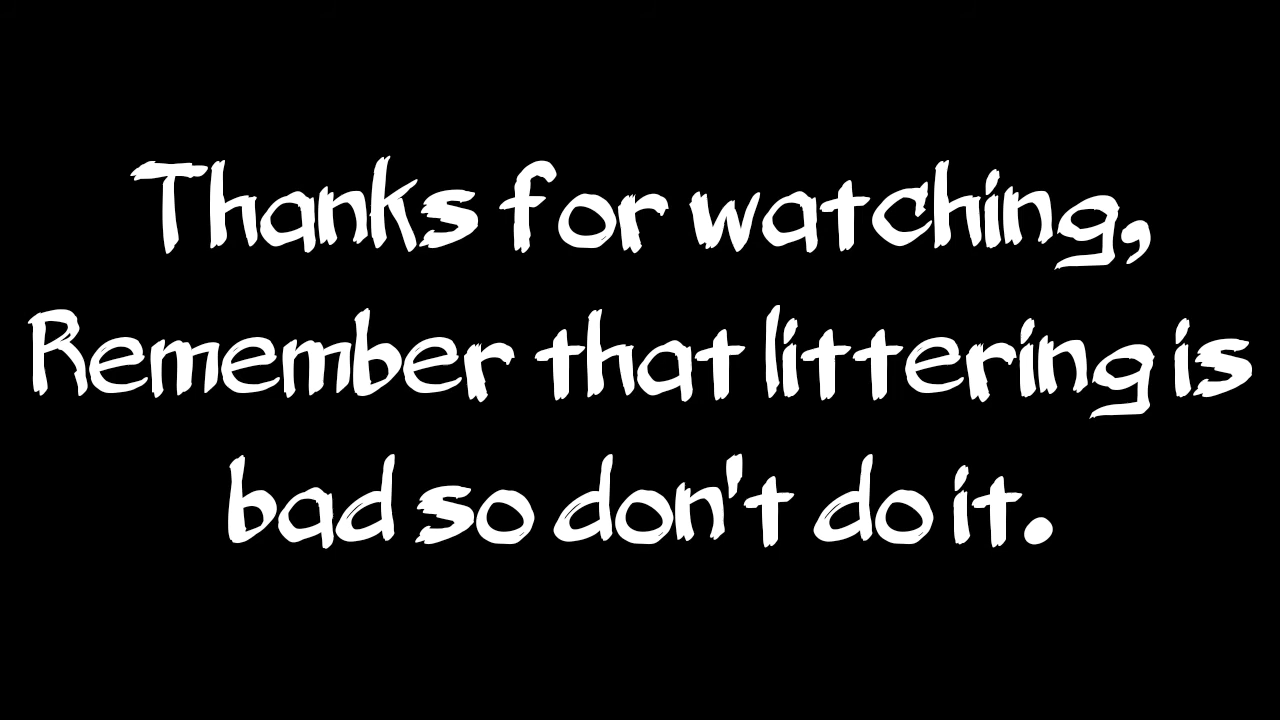 Thanks for watching,
Remember that littering is
bad so don't do it.